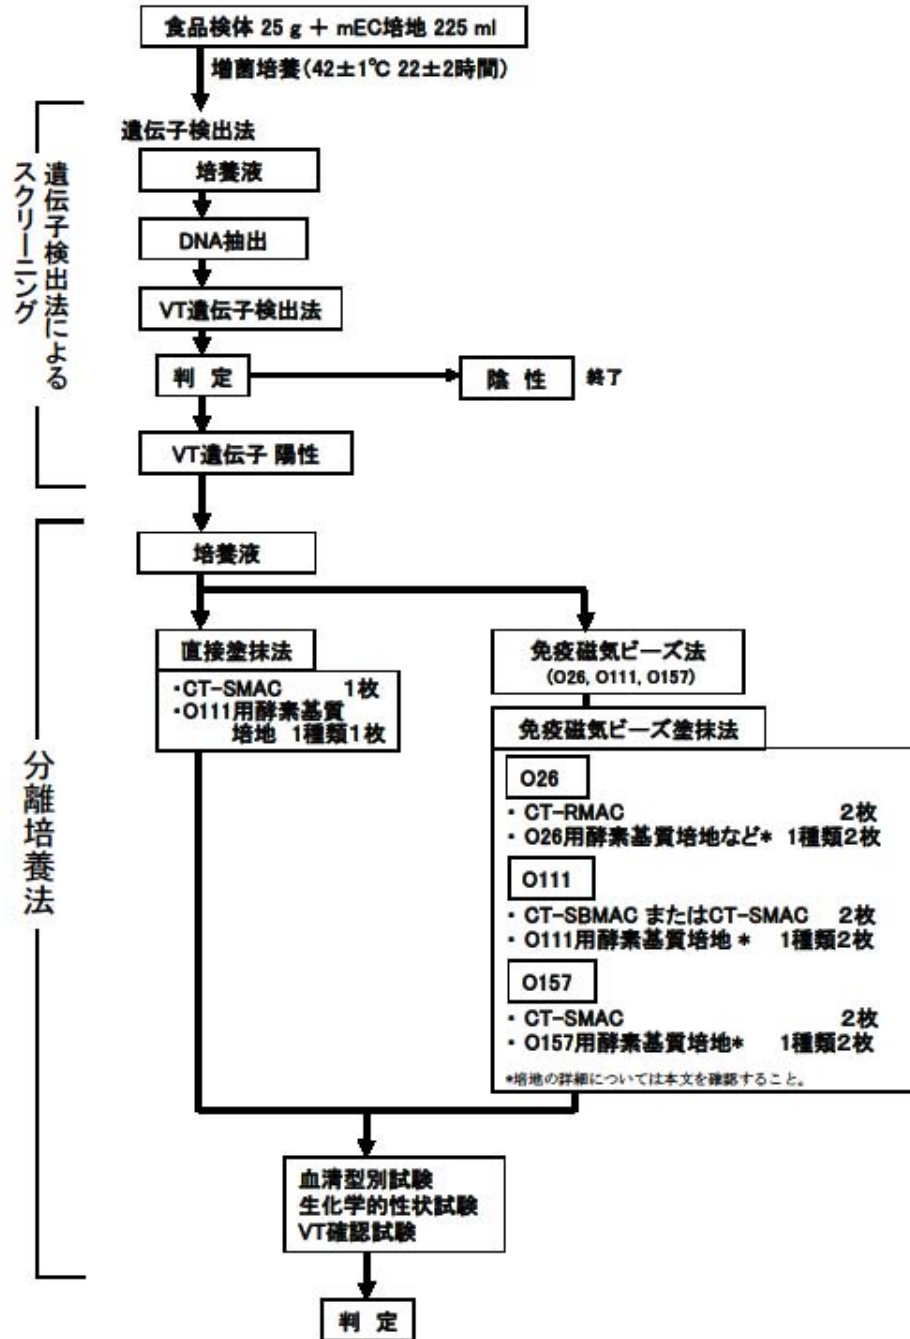 食品検体 25 g + mEC培地 225 ml
増菌培養(42±1℃ 22±2時間)
遺伝子検出法による
スクリーニング
遺伝子検出法
培養液
DNA抽出
VT遺伝子検出法
判 定
陰 性
終了
VT遺伝子 陽性
分離培養法
培養液
直接塗抹法
・CT-SMAC 1枚
・O111用酵素基質
培地 1種類1枚
免疫磁気ビーズ法
(O26, O111, O157)
免疫磁気ビーズ塗抹法
O26
・CT-RMAC 2枚
・O26用酵素基質培地など* 1種類2枚
O111
・CT-SBMAC またはCT-SMAC 2枚
・O111用酵素基質培地 * 1種類2枚
O157
・CT-SMAC 2枚
・O157用酵素基質培地* 1種類2枚
*培地の詳細については本文を確認すること。
血清型別試験
生化学的性状試験
VT確認試験
判 定